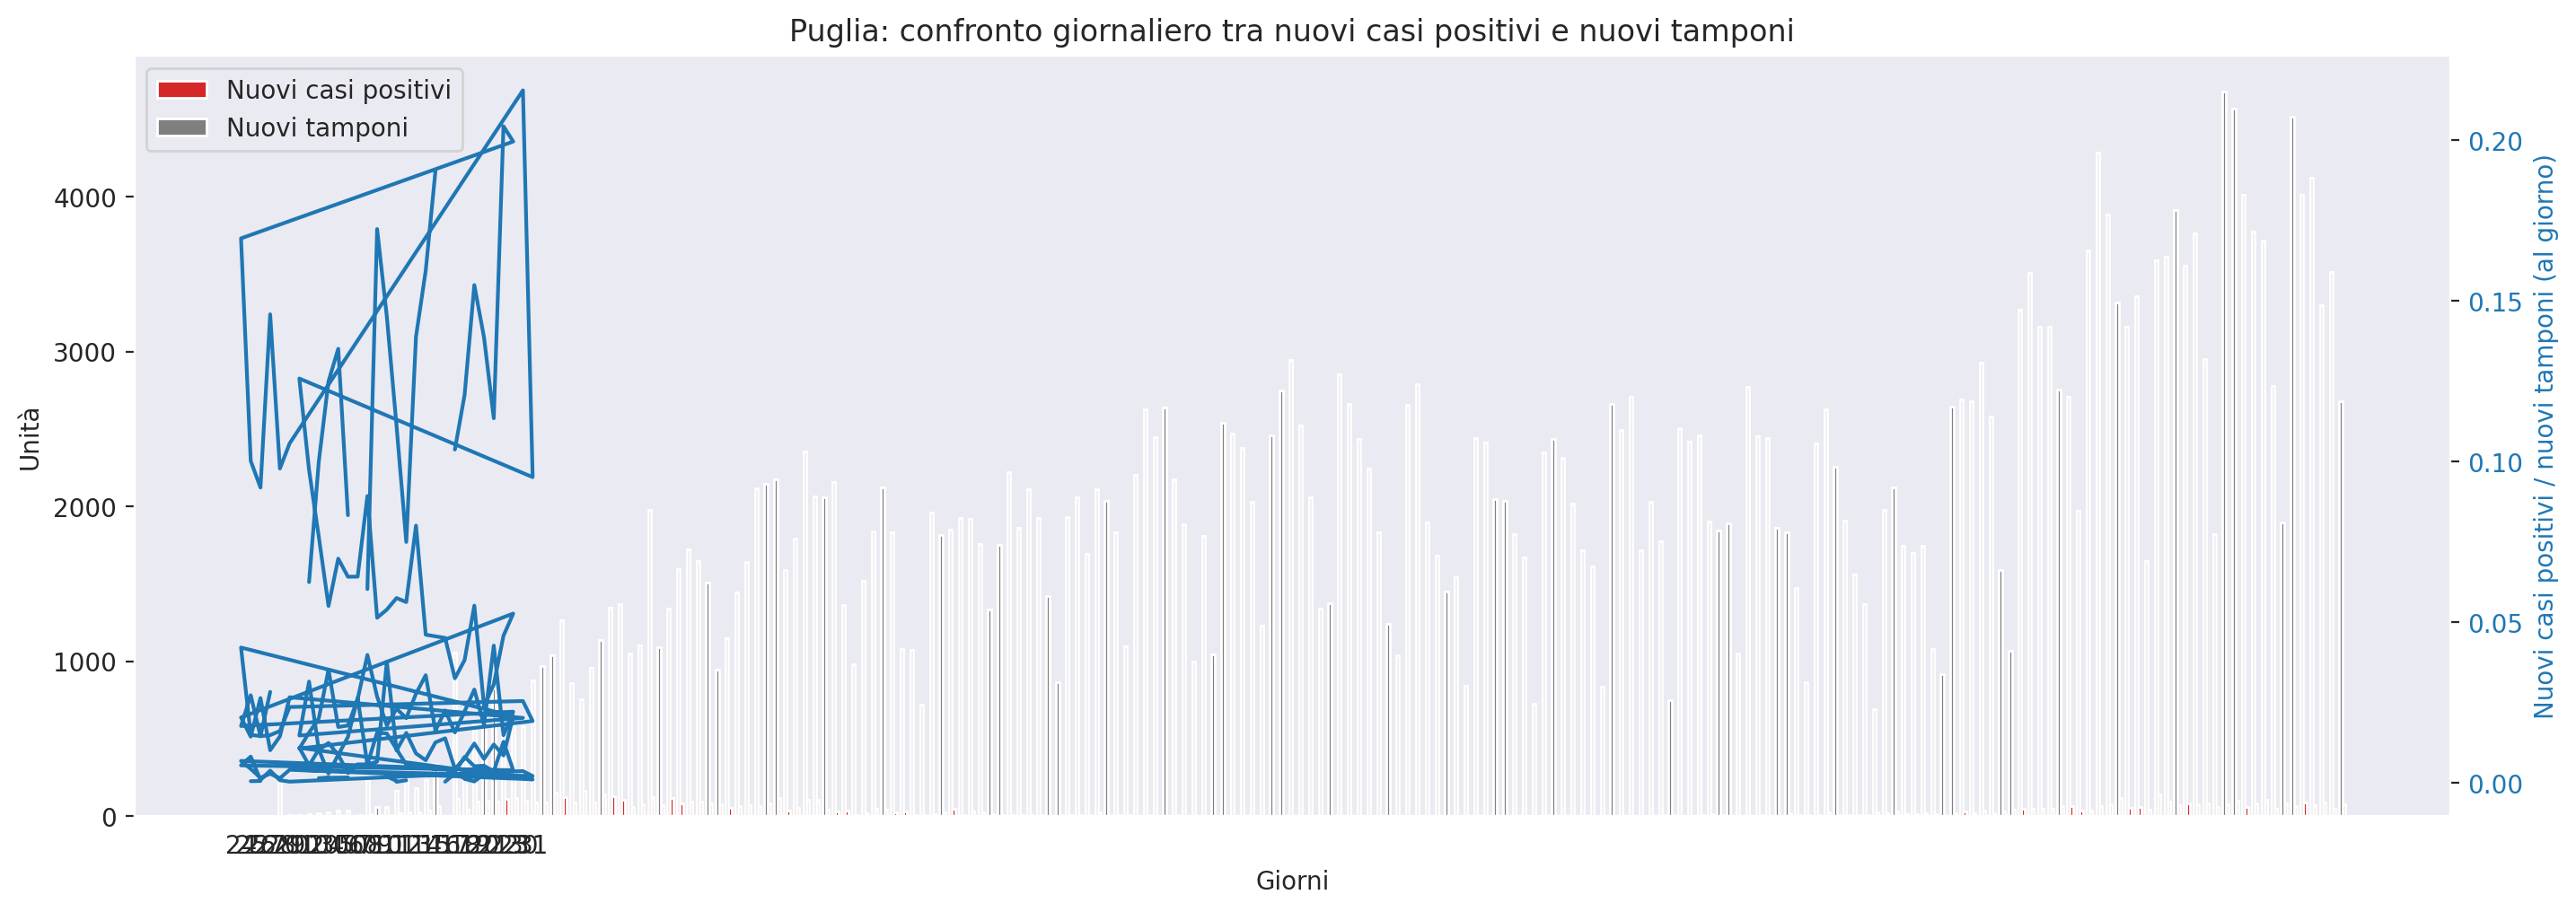 Puglia: confronto giornaliero tra nuovi casi positivi e nuovi tamponi
Nuovi casi positivi
Nuovi tamponi
4000
3000
2000
1000
0
Unità
0.20
0.15
0.10
0.05
0.00
Nuovi casi positivi / nuovi tamponi (al giorno)
Giorni